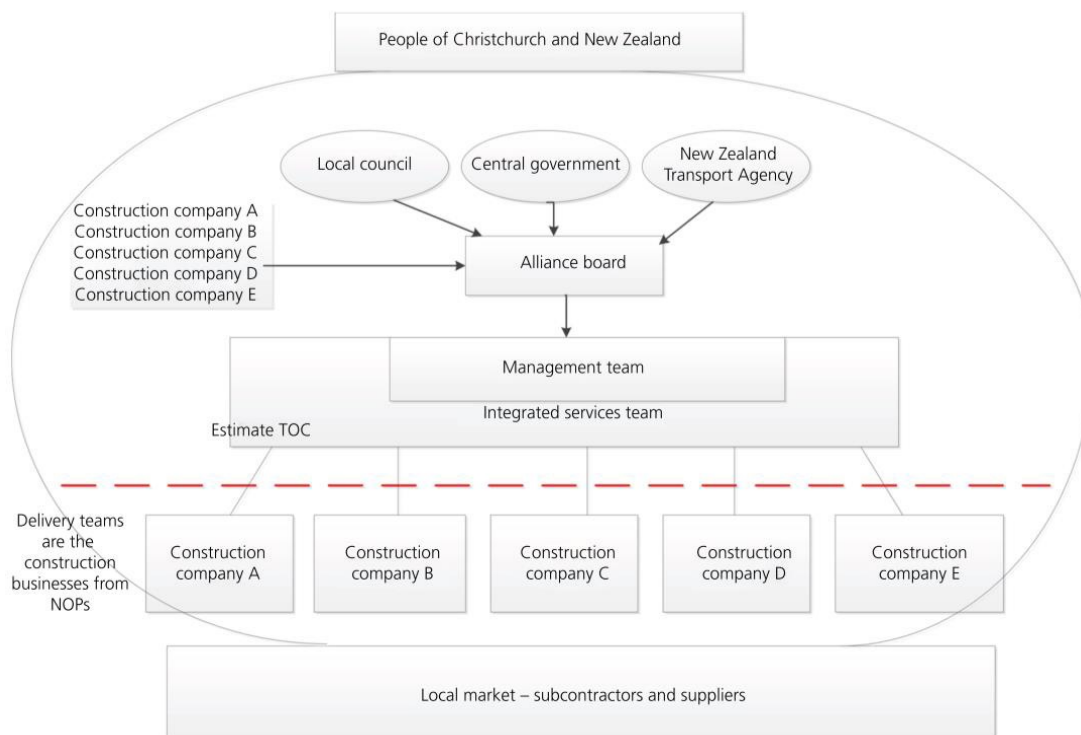 People of Christchurch and New Zealand
Local council
Central government
New Zealand
Transport Agency
Construction company A
Construction company B
Construction company C
Construction company D
Construction company E
Alliance board
Management team
Integrated services team
Estimate TOC
Delivery teams
are the
construction
businesses from
NOPs
Construction
company A
Construction
company B
Construction
company C
Construction
company D
Construction
company E
Local market – subcontractors and suppliers